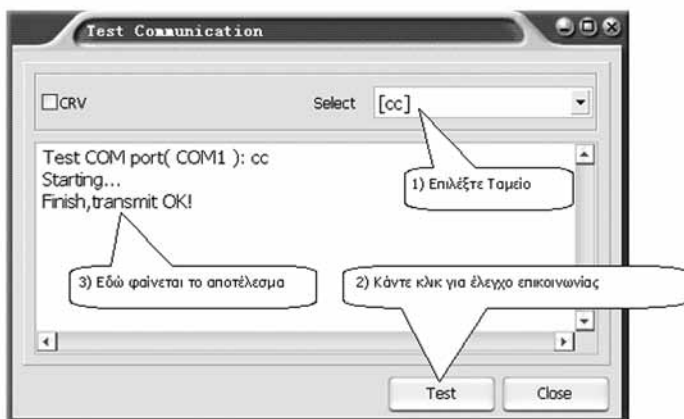 Test Communication
CRV
Select
[cc]
Test COM port( COM1 ): cc
Starting...
Finish,transmit OK!
1) Επιλέξτε Ταμείο
3) Εδώ φαίνεται το αποτέλεσμα
2) Κάντε κλικ για έλεγχο επικοινωνίας
Test
Close